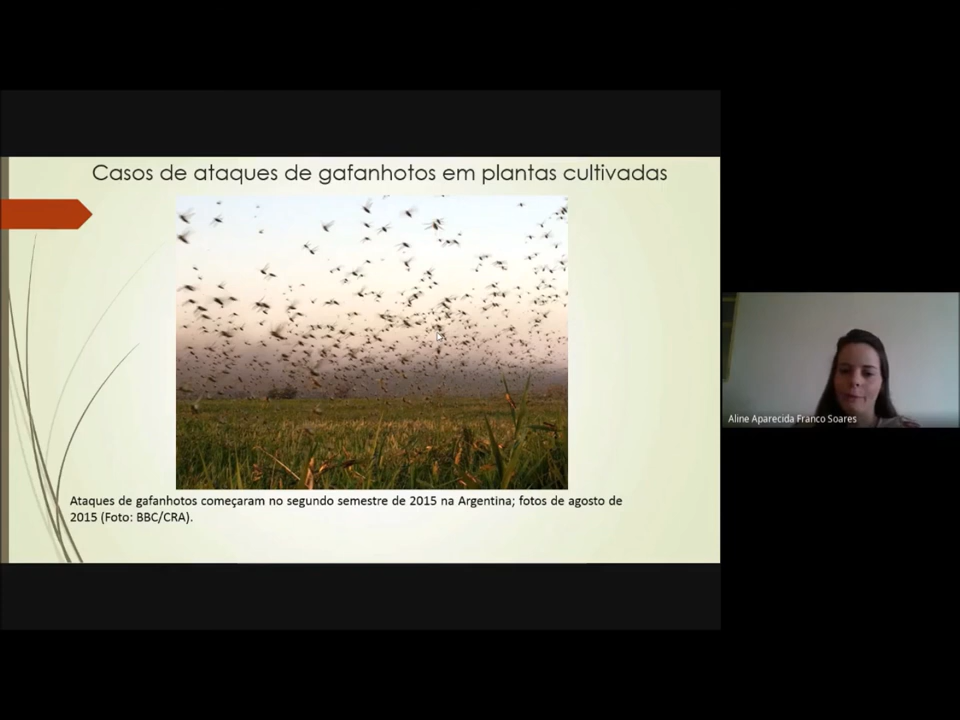 Casos de ataques de gafanhotos em plantas cultivadas
Aline Aparecida Franco Soares
Ataques de gafanhotos começaram no segundo semestre de 2015 na Argentina; fotos de agosto de
2015 (Foto: BBC/CRA).